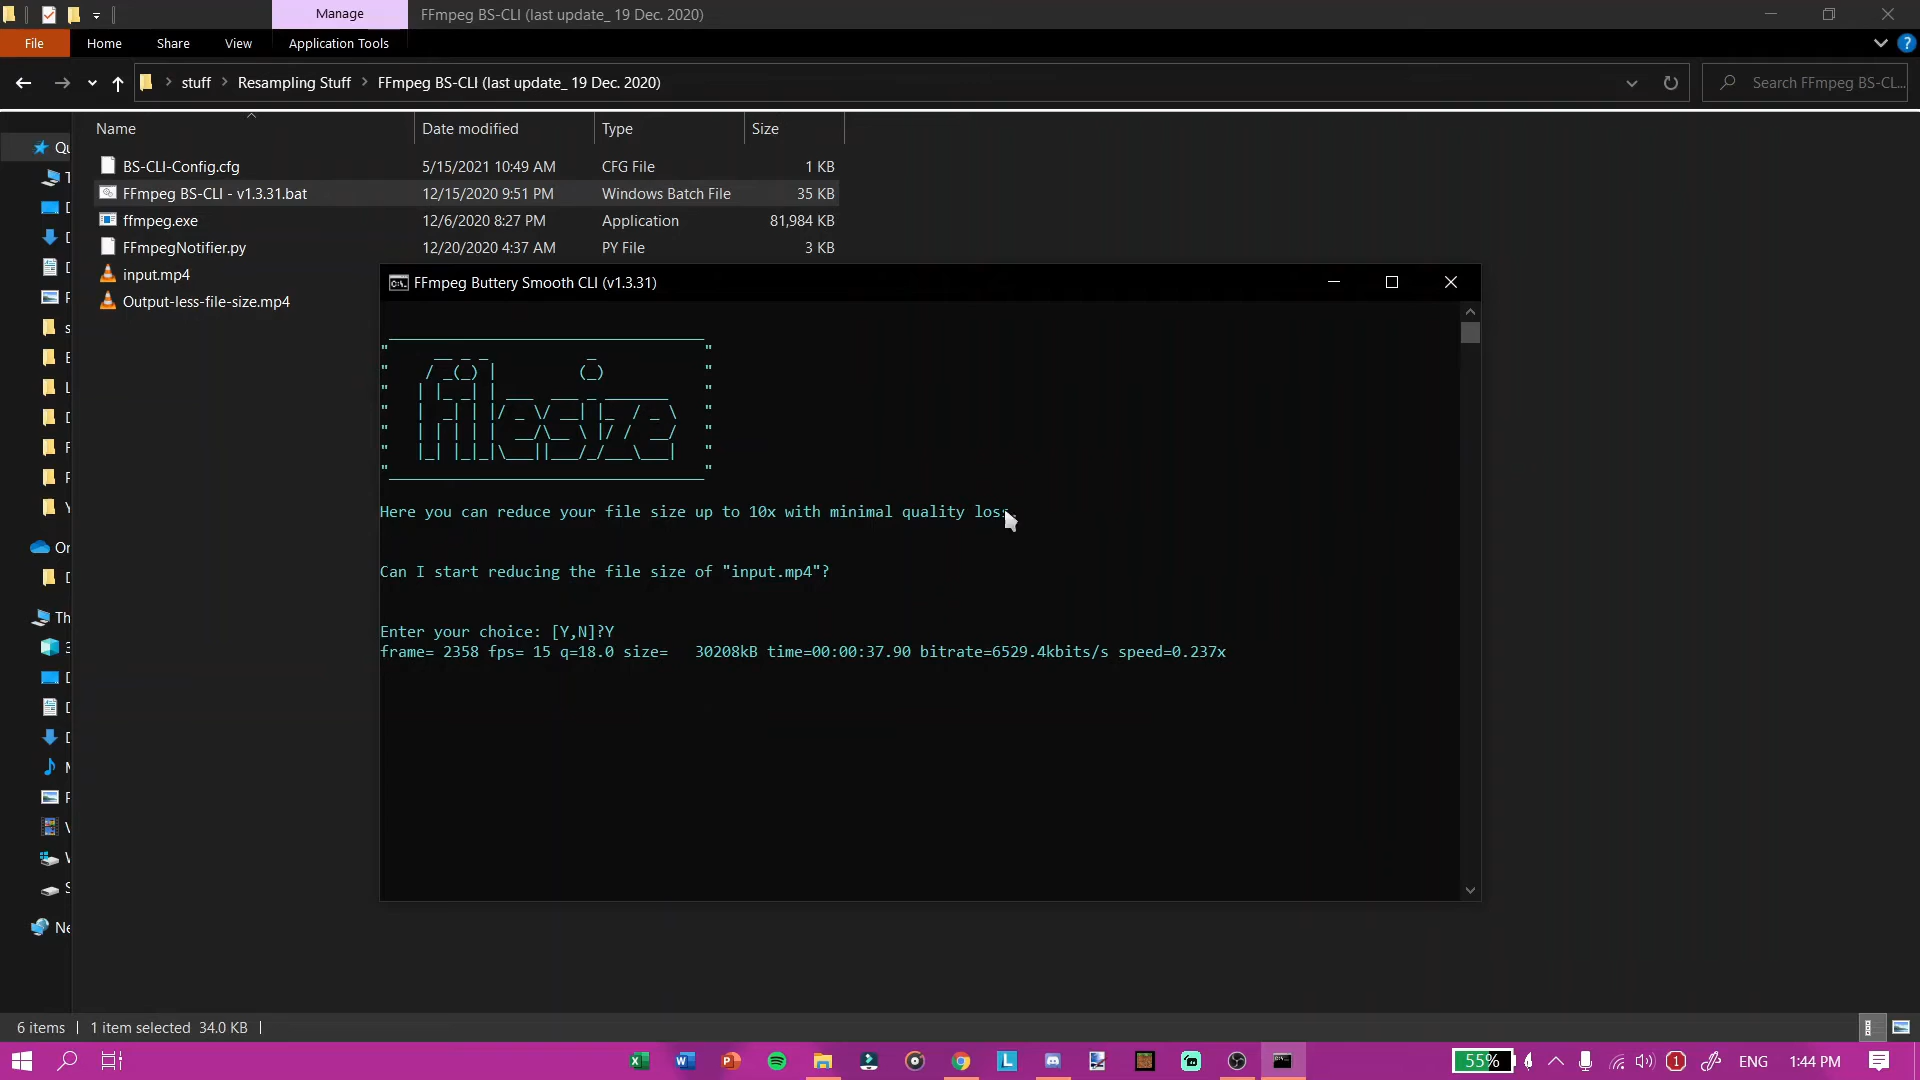 Manage
FFmpeg BS-CLI (last update_ 19 Dec. 2020)
File
Home
Share
View
Application Tools
stuff
Resampling Stuff
FFmpeg BS-CLI (last update_ 19 Dec. 2020)
Search FFmpeg BS-CL...
Name
Date modified
Type
Size
BS-CLI-Config.cfg 5/15/2021 10:49 AM CFG File 1 KB
FFmpeg BS-CLI - v1.3.31.bat 12/15/2020 9:51 PM Windows Batch File 35 KB
ffmpeg.exe 12/6/2020 8:27 PM Application 81,984 KB
FFmpegNotifier.py 12/20/2020 4:37 AM PY File 3 KB
input.mp4
Output-less-file-size.mp4
FFmpeg Buttery Smooth CLI (v1.3.31)
filesize
Here you can reduce your file size up to 10x with minimal quality loss
Can I start reducing the file size of "input.mp4"?
Enter your choice: [Y,N]?Y
frame= 2358 fps= 15 q=18.0 size= 30208kB time=00:00:37.90 bitrate=6529.4kbits/s speed=0.237x
6 items
1 item selected 34.0 KB
55%
ENG
1:44 PM